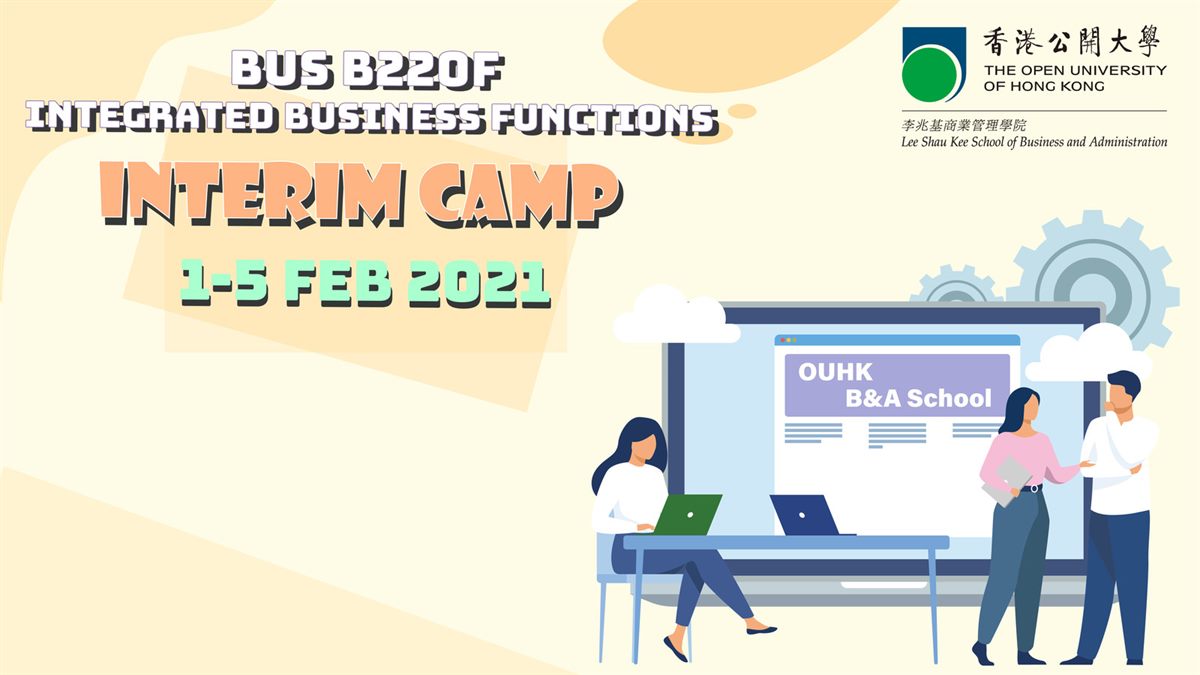 BUS B220F
INTEGRATED BUSINESS FUNCTIONS
INTERIM CAMP
1-5 FEB 2021
香港公開大學
THE OPEN UNIVERSITY
OF HONG KONG
李兆基商業管理學院
Lee Shau Kee School of Business and Administration
OUHK
B&A School